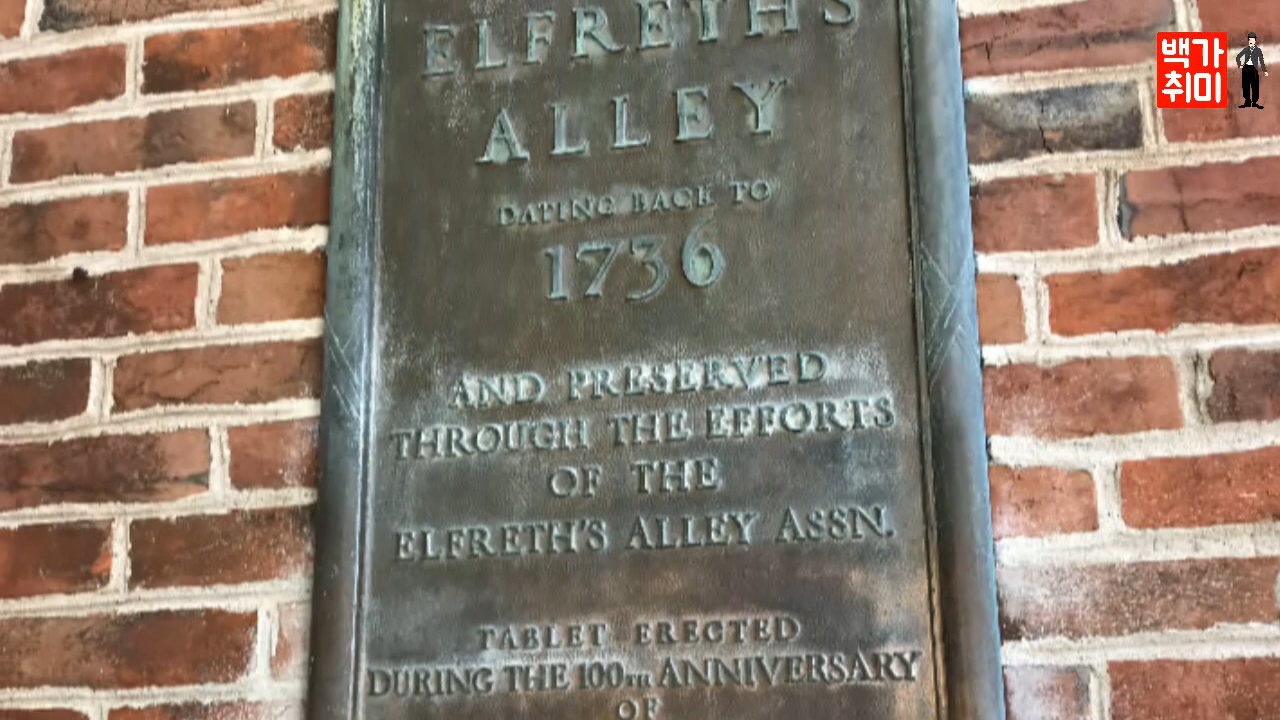 ELFRETH'S
ALLEY
DATING BACK TO
1736
AND PRESERVED
THROUGH THE EFFORTS
OF THE
ELFRETH'S ALLEY ASSN.
TABLET ERECTED
DURING THE 100TH ANNIVERSARY
OF
백가
취미